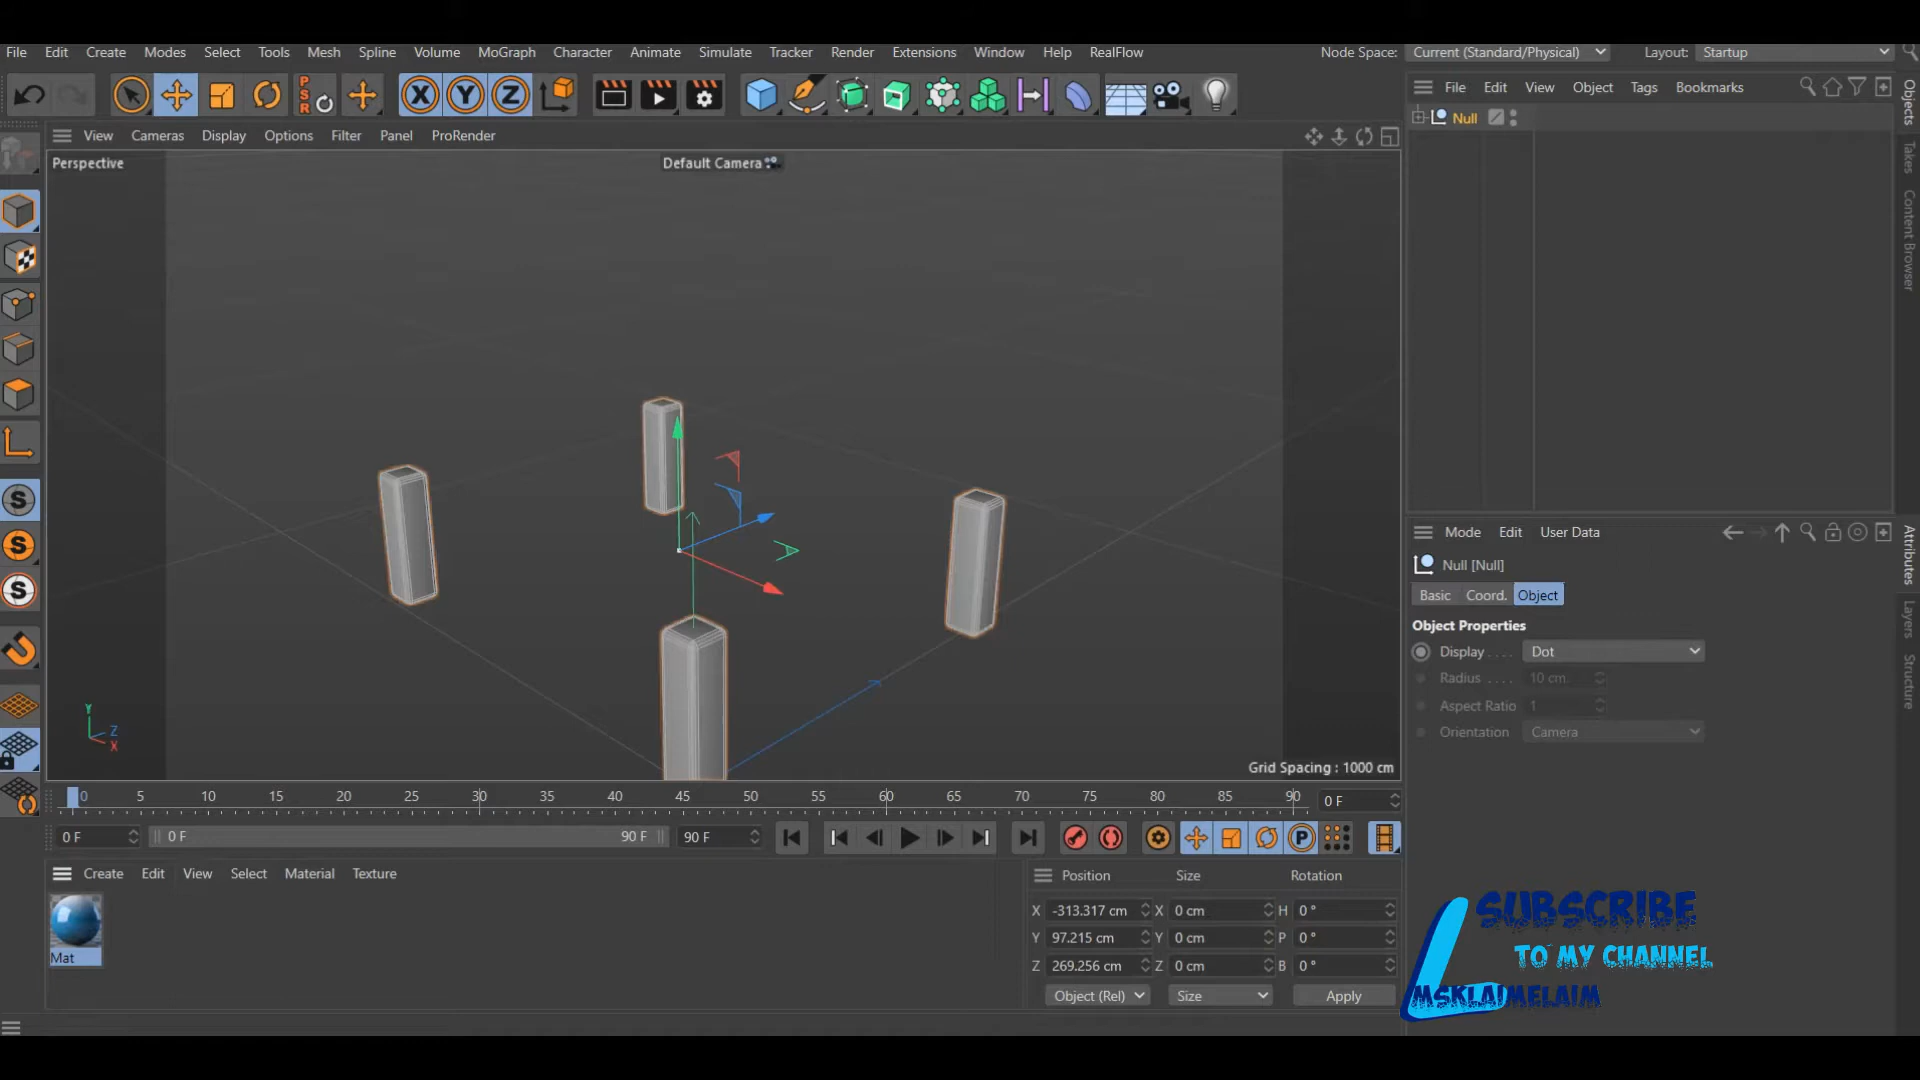 File Edit Create Modes Select Tools Mesh Spline Volume MoGraph Character Animate Simulate Tracker Render Extensions Window Help RealFlow Node Space: Current (Standard/Physical) Layout: Startup
PSR X Y Z
File Edit View Object Tags Bookmarks
Null
View Cameras Display Options Filter Panel ProRender
Perspective
Default Camera
Y
Z
X
Grid Spacing : 1000 cm
S
S
S
Objects
Takes
Content Browser
Attributes
Layers
Structure
Mode Edit User Data
Null [Null]
Basic Coord. Object
Object Properties
Display . . . . Dot
Radius . . . . 10 cm
Aspect Ratio 1
Orientation Camera
0 5 10 15 20 25 30 35 40 45 50 55 60 65 70 75 80 85 90 0 F
0 F 0 F 90 F 90 F P
Create Edit View Select Material Texture
Mat
Position Size Rotation
X -313.317 cm X 0 cm H 0 °
Y 97.215 cm Y 0 cm P 0 °
Z 269.256 cm Z 0 cm B 0 °
Object (Rel) Size Apply
SUBSCRIBE
TO MY CHANNEL
MSKLAIMELAIM